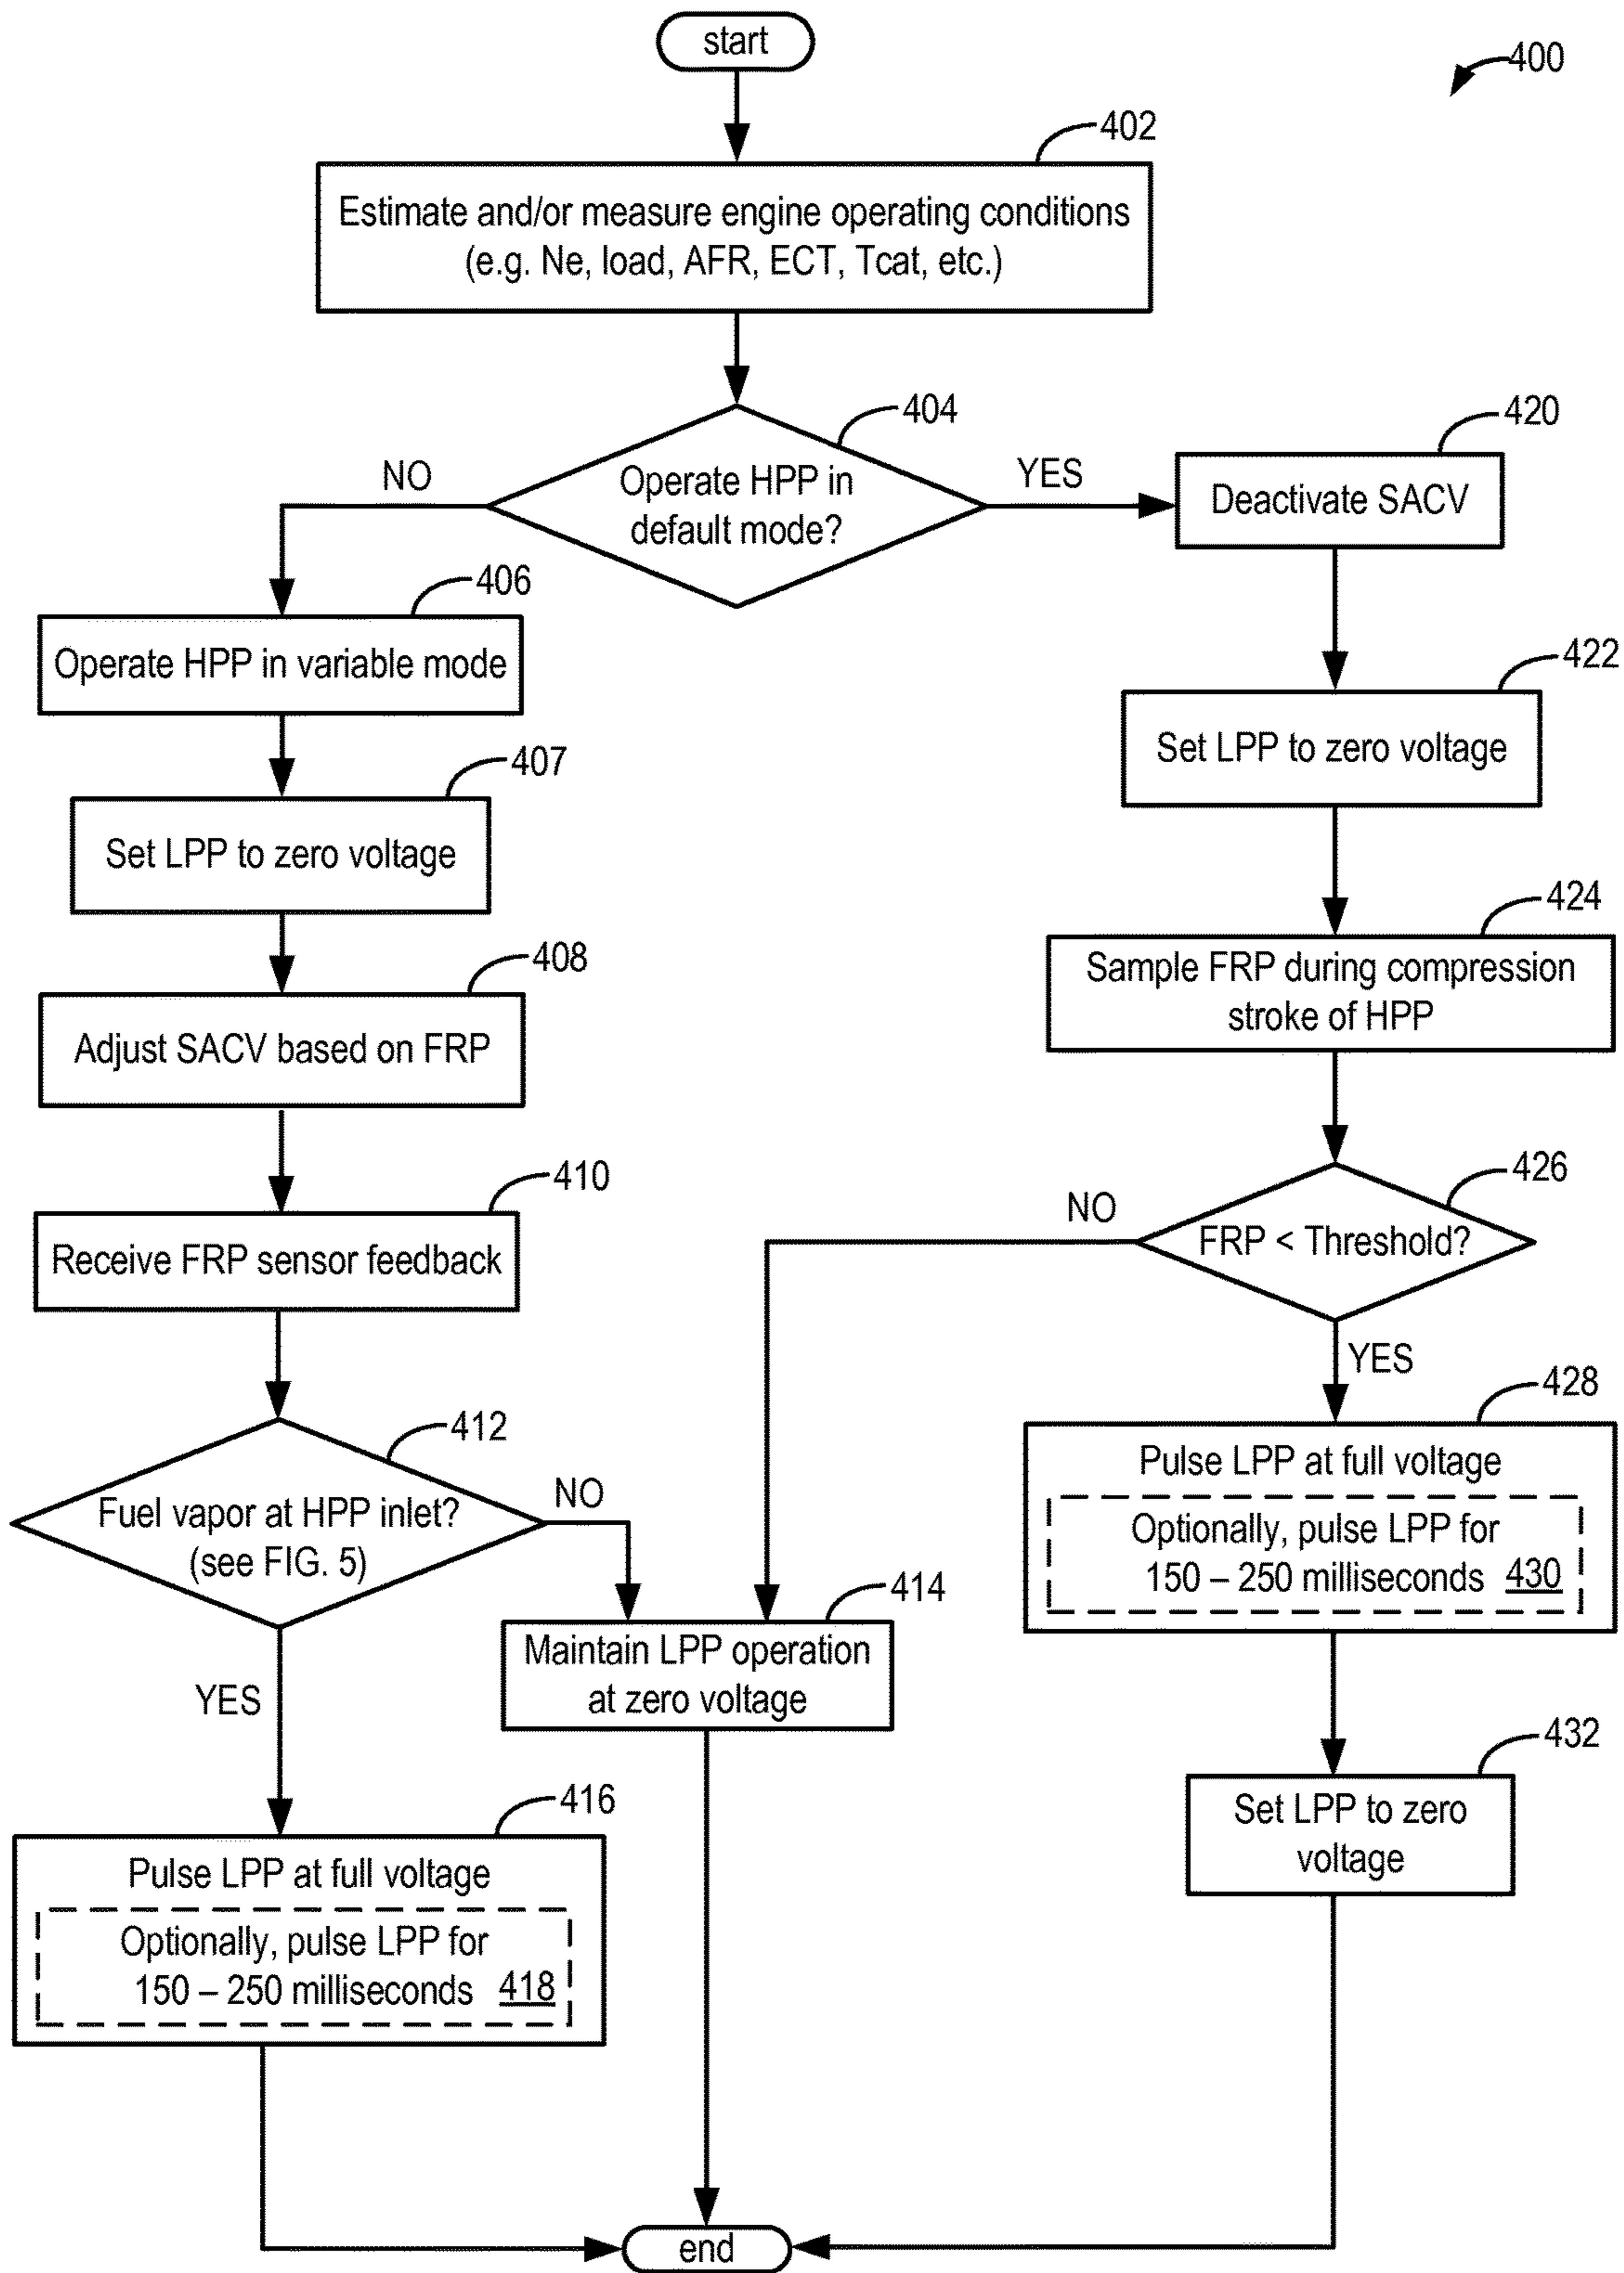 start
400
402
Estimate and/or measure engine operating conditions
(e.g. Ne, load, AFR, ECT, Tcat, etc.)
404
Operate HPP in
default mode?
NO
YES
420
Deactivate SACV
406
Operate HPP in variable mode
422
Set LPP to zero voltage
407
Set LPP to zero voltage
424
Sample FRP during compression
stroke of HPP
408
Adjust SACV based on FRP
426
FRP < Threshold?
NO
YES
410
Receive FRP sensor feedback
428
Pulse LPP at full voltage
Optionally, pulse LPP for
150 – 250 milliseconds 430
412
Fuel vapor at HPP inlet?
(see FIG. 5)
NO
YES
414
Maintain LPP operation
at zero voltage
432
Set LPP to zero
voltage
416
Pulse LPP at full voltage
Optionally, pulse LPP for
150 – 250 milliseconds 418
end